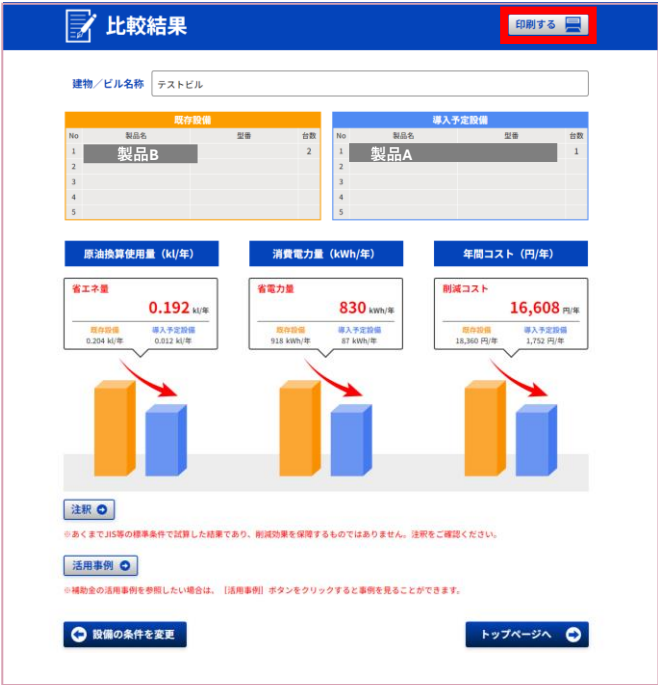 比較結果
印刷する
建物／ビル名称 テストビル
既存設備
No 製品名 型番 台数
1 製品B 2
2
3
4
5
導入予定設備
No 製品名 型番 台数
1 製品A 1
2
3
4
5
原油換算使用量（kl/年）
省エネ量
0.192 kl/年
既存設備 導入予定設備
0.204 kl/年 0.012 kl/年
消費電力量（kWh/年）
省電力量
830 kWh/年
既存設備 導入予定設備
918 kWh/年 87 kWh/年
年間コスト（円/年）
削減コスト
16,608 円/年
既存設備 導入予定設備
18,360 円/年 1,752 円/年
注釈
※あくまでJIS等の標準条件で試算した結果であり、削減効果を保障するものではありません。注釈をご確認ください。
活用事例
※補助金の活用事例を参照したい場合は、［活用事例］ボタンをクリックすると事例を見ることができます。
設備の条件を変更
トップページへ